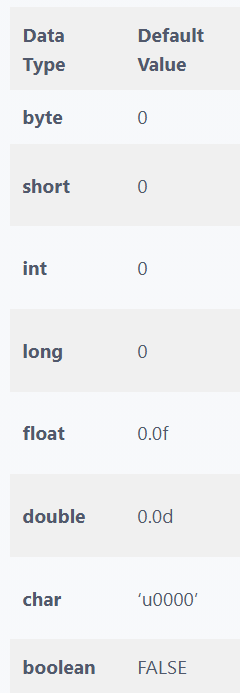 Data Type Default Value
byte 0
short 0
int 0
long 0
float 0.0f
double 0.0d
char ‘u0000’
boolean FALSE